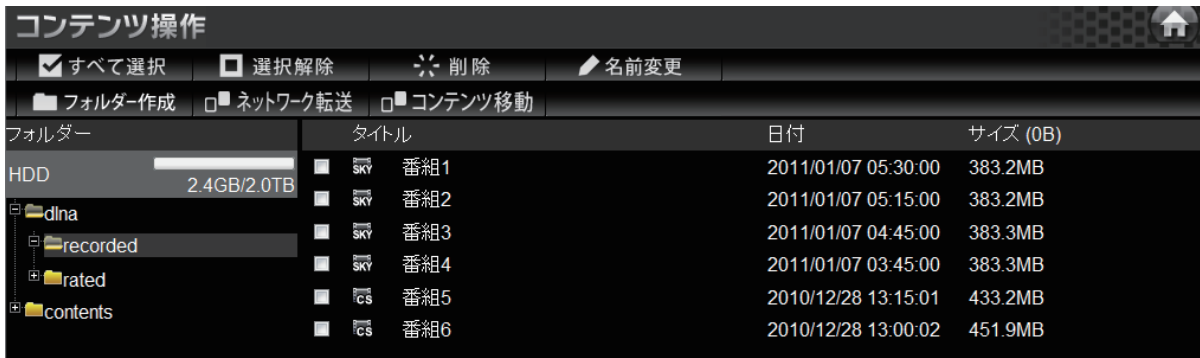 コンテンツ操作
すべて選択 選択解除 削除 名前変更
フォルダー作成 ネットワーク転送 コンテンツ移動
フォルダー タイトル 日付 サイズ (0B)
HDD 2.4GB/2.0TB
dlna
recorded
rated
contents
SKY 番組1 2011/01/07 05:30:00 383.2MB
SKY 番組2 2011/01/07 05:15:00 383.2MB
SKY 番組3 2011/01/07 04:45:00 383.3MB
SKY 番組4 2011/01/07 03:45:00 383.3MB
CS 番組5 2010/12/28 13:15:01 433.2MB
CS 番組6 2010/12/28 13:00:02 451.9MB